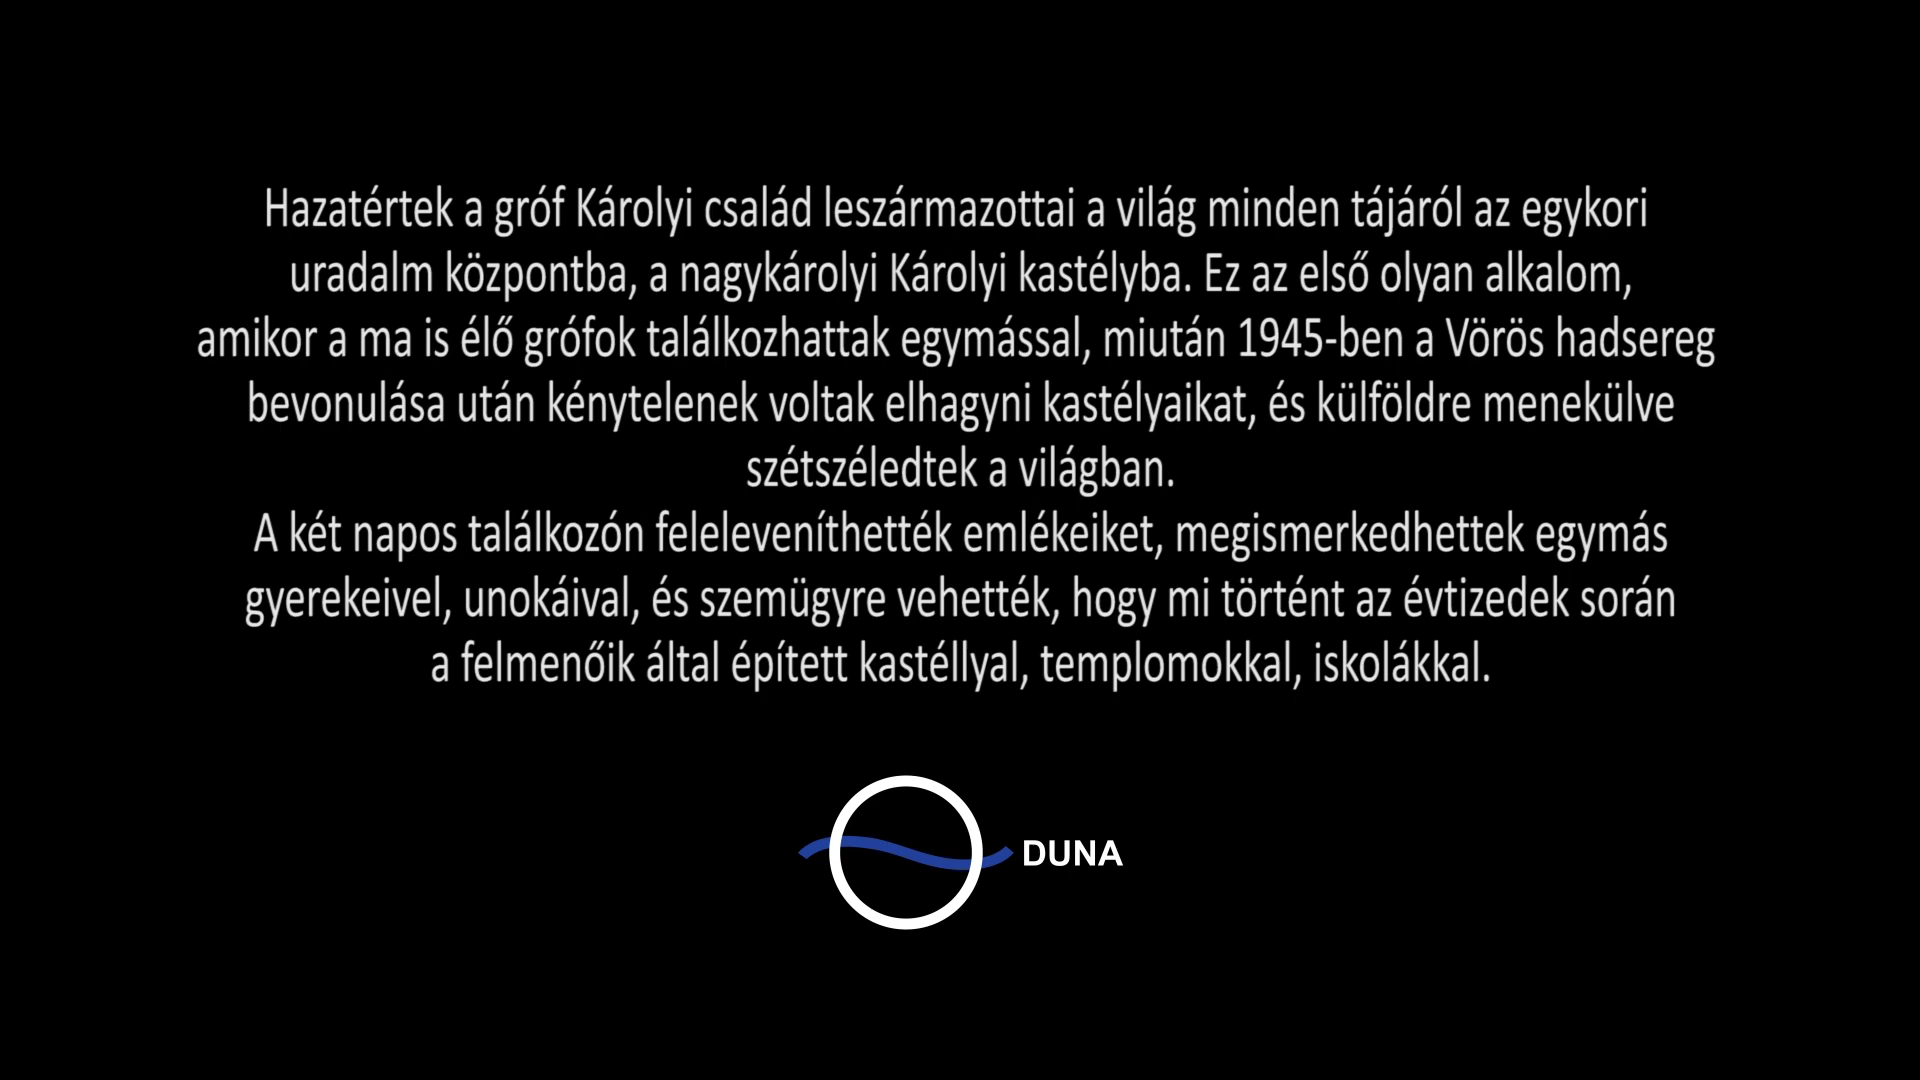 Hazatértek a gróf Károlyi család leszármazottai a világ minden tájáról az egykori
uradalm központba, a nagykárolyi Károlyi kastélyba. Ez az első olyan alkalom,
amikor a ma is élő grófok találkozhattak egymással, miután 1945-ben a Vörös hadsereg
bevonulása után kénytelenek voltak elhagyni kastélyaikat, és külföldre menekülve
szétszéledtek a világban.
A két napos találkozón feleleveníthették emlékeiket, megismerkedhettek egymás
gyerekeivel, unokáival, és szemügyre vehették, hogy mi történt az évtizedek során
a felmenőik által épített kastéllyal, templomokkal, iskolákkal.
DUNA